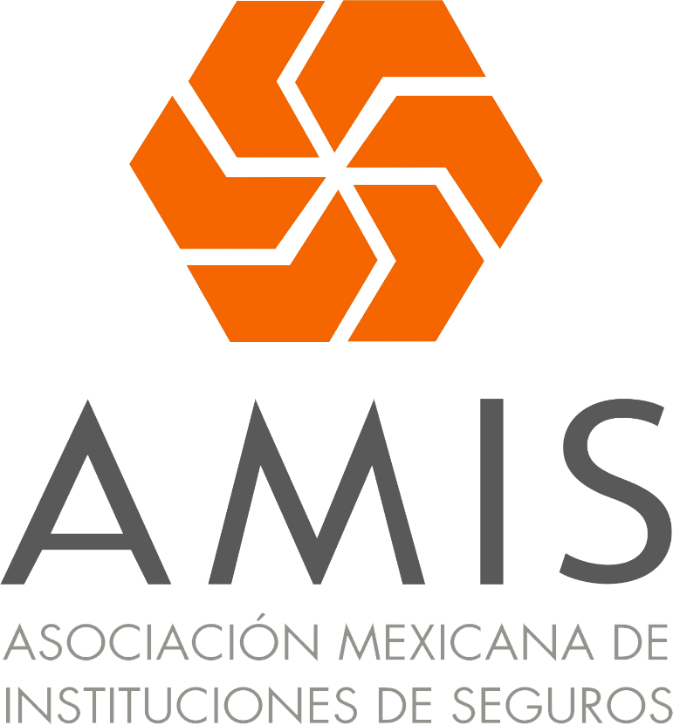 AMIS
ASOCIACIÓN MEXICANA DE
INSTITUCIONES DE SEGUROS